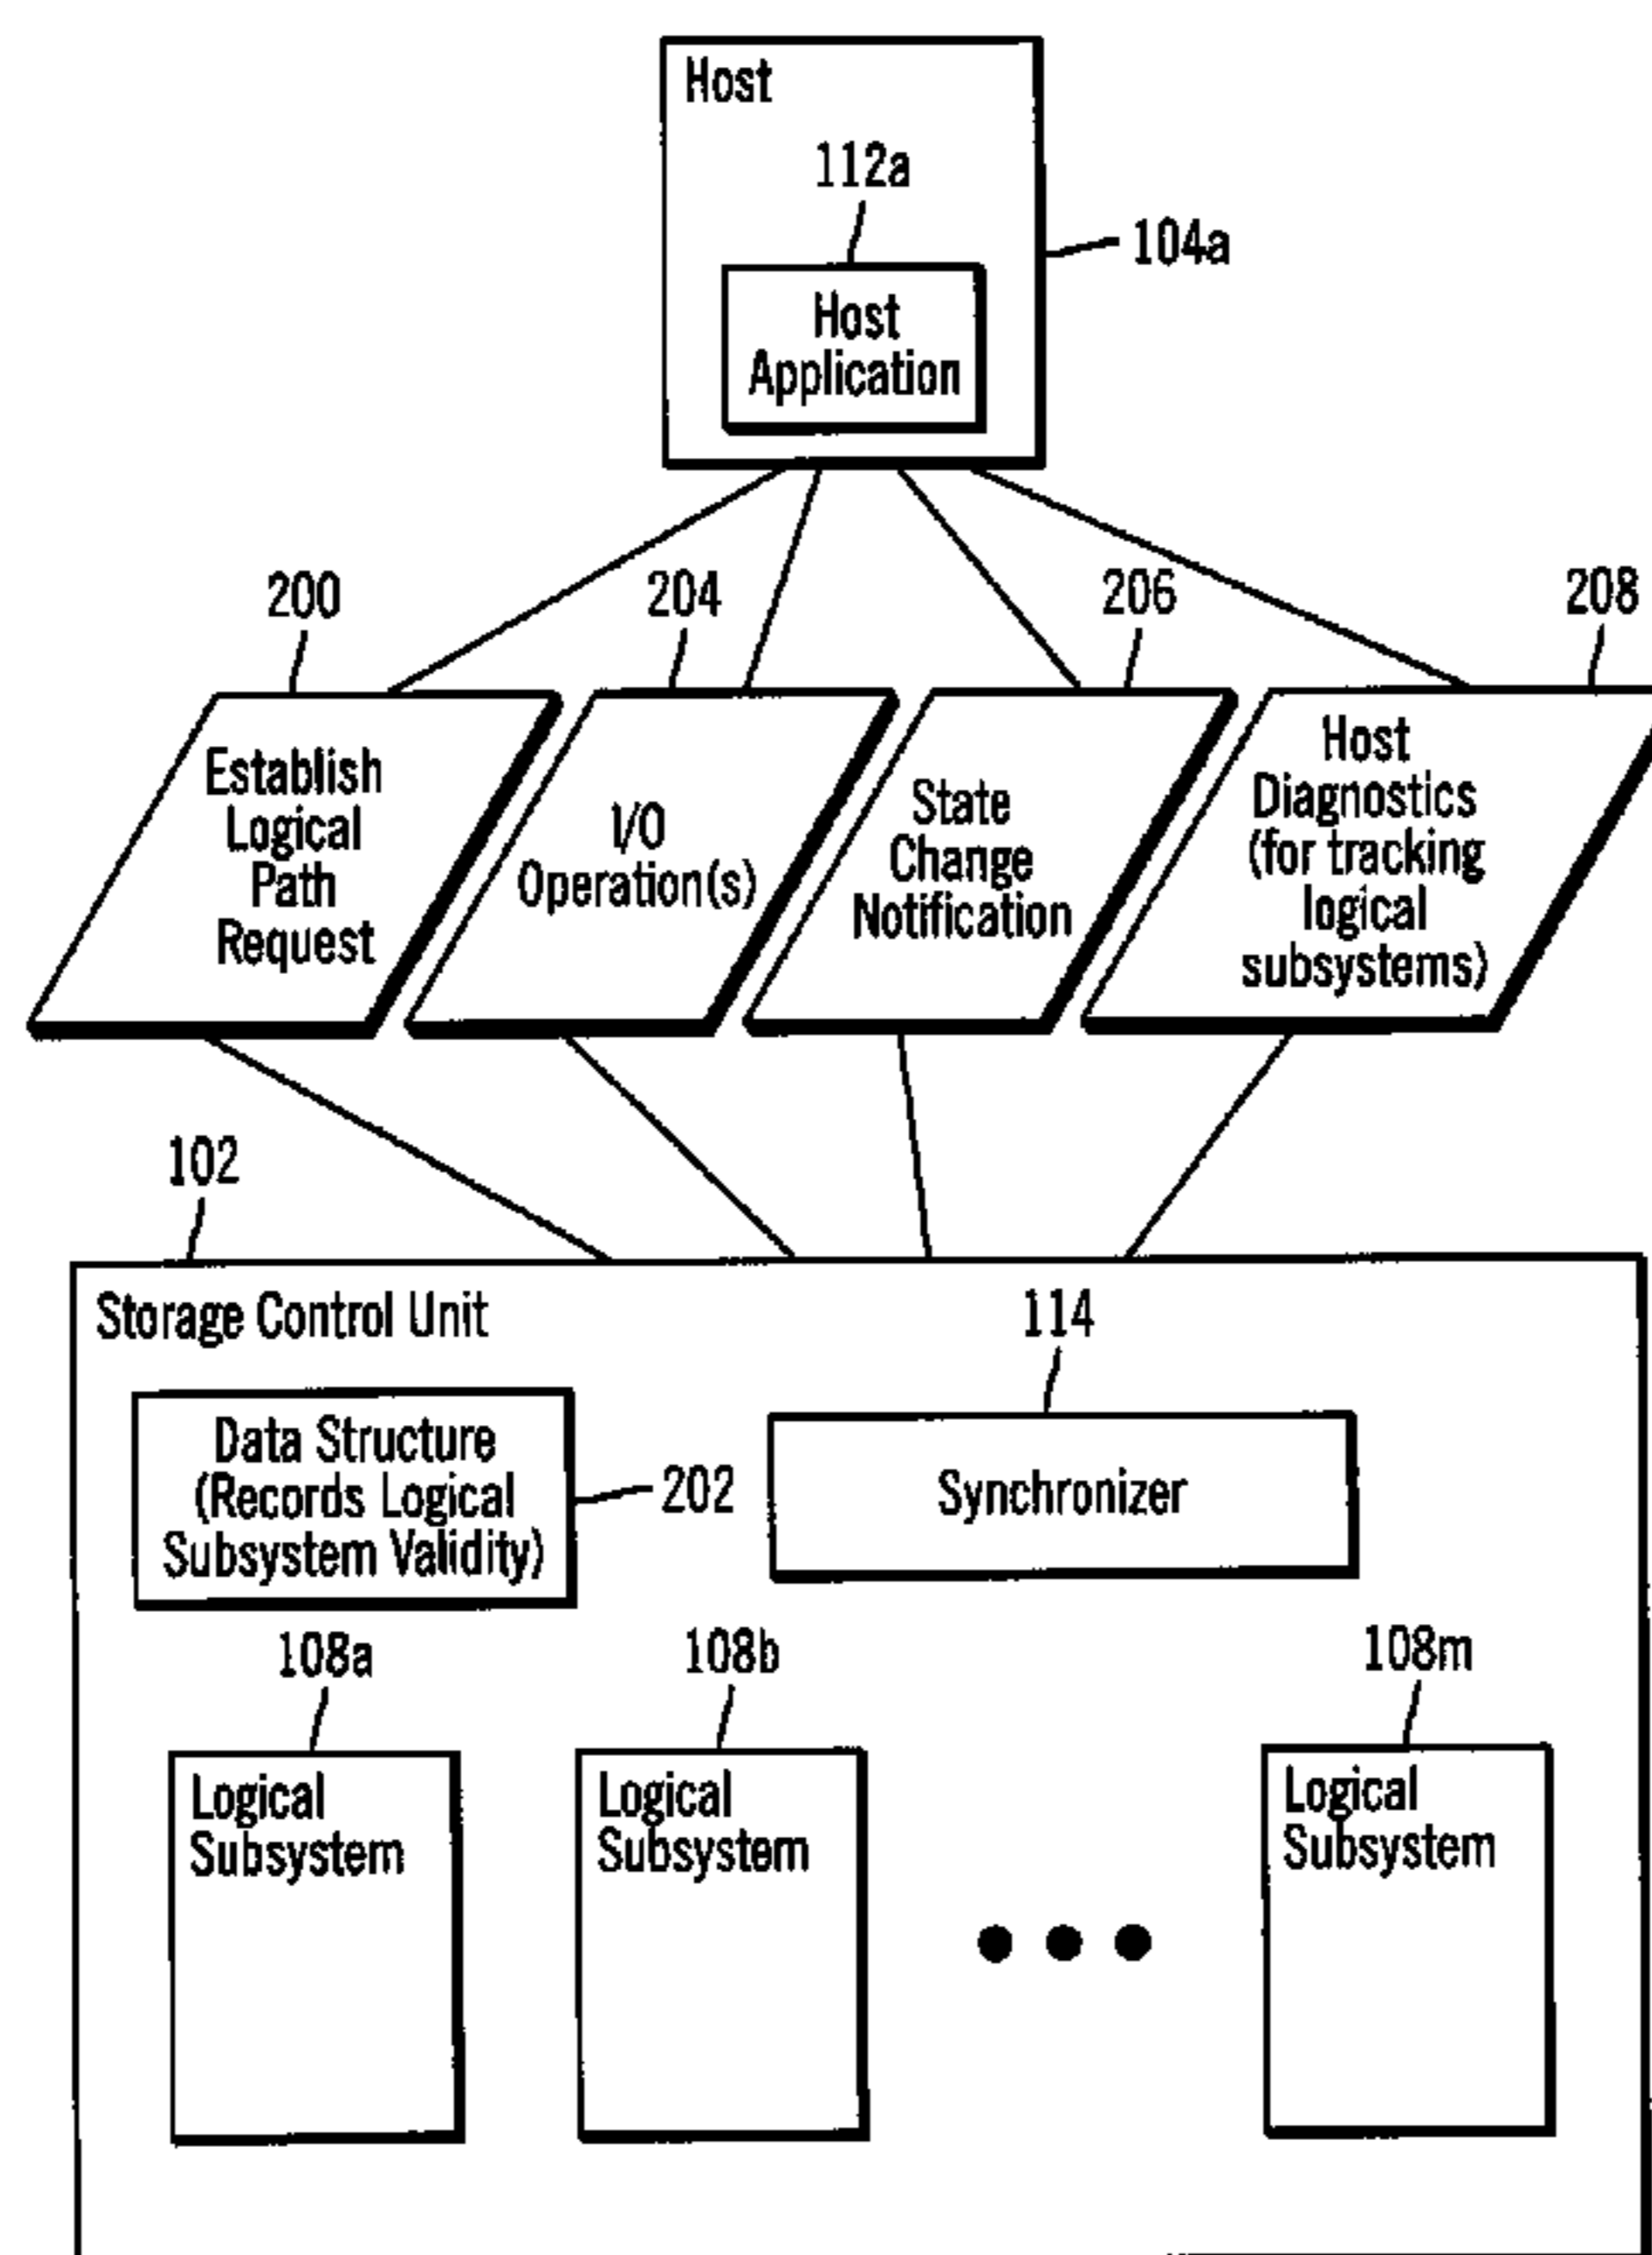 Host
112a
104a
Host
Application
200
204
206
208
Establish
Logical
Path
Request
I/O
Operation(s)
State
Change
Notification
Host
Diagnostics
(for tracking
logical
subsystems)
102
Storage Control Unit
114
Data Structure
(Records Logical
Subsystem Validity)
202
Synchronizer
108a
108b
108m
Logical
Subsystem
Logical
Subsystem
Logical
Subsystem